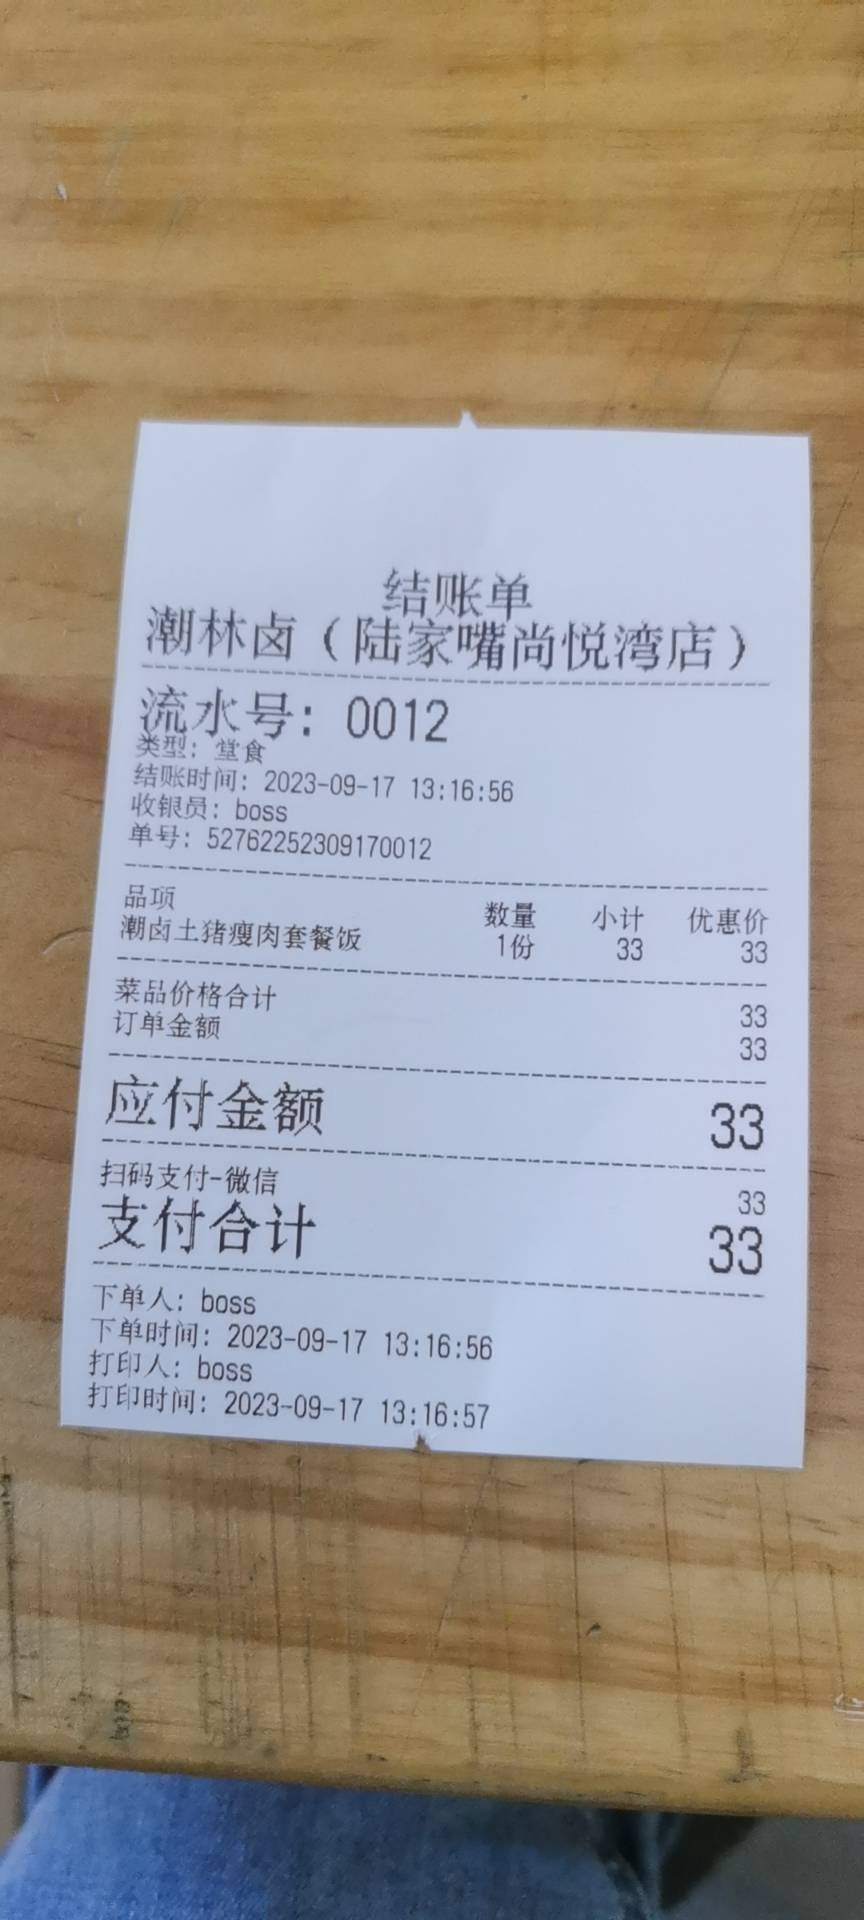 结账单
潮林卤（陆家嘴尚悦湾店）
流水号：0012
类型：堂食
结账时间：2023-09-17 13:16:56
收银员：boss
单号：52762252309170012
品项 数量 小计 优惠价
潮卤土猪瘦肉套餐饭 1份 33 33
菜品价格合计 33
订单金额 33
应付金额 33
扫码支付-微信 33
支付合计 33
下单人：boss
下单时间：2023-09-17 13:16:56
打印人：boss
打印时间：2023-09-17 13:16:57